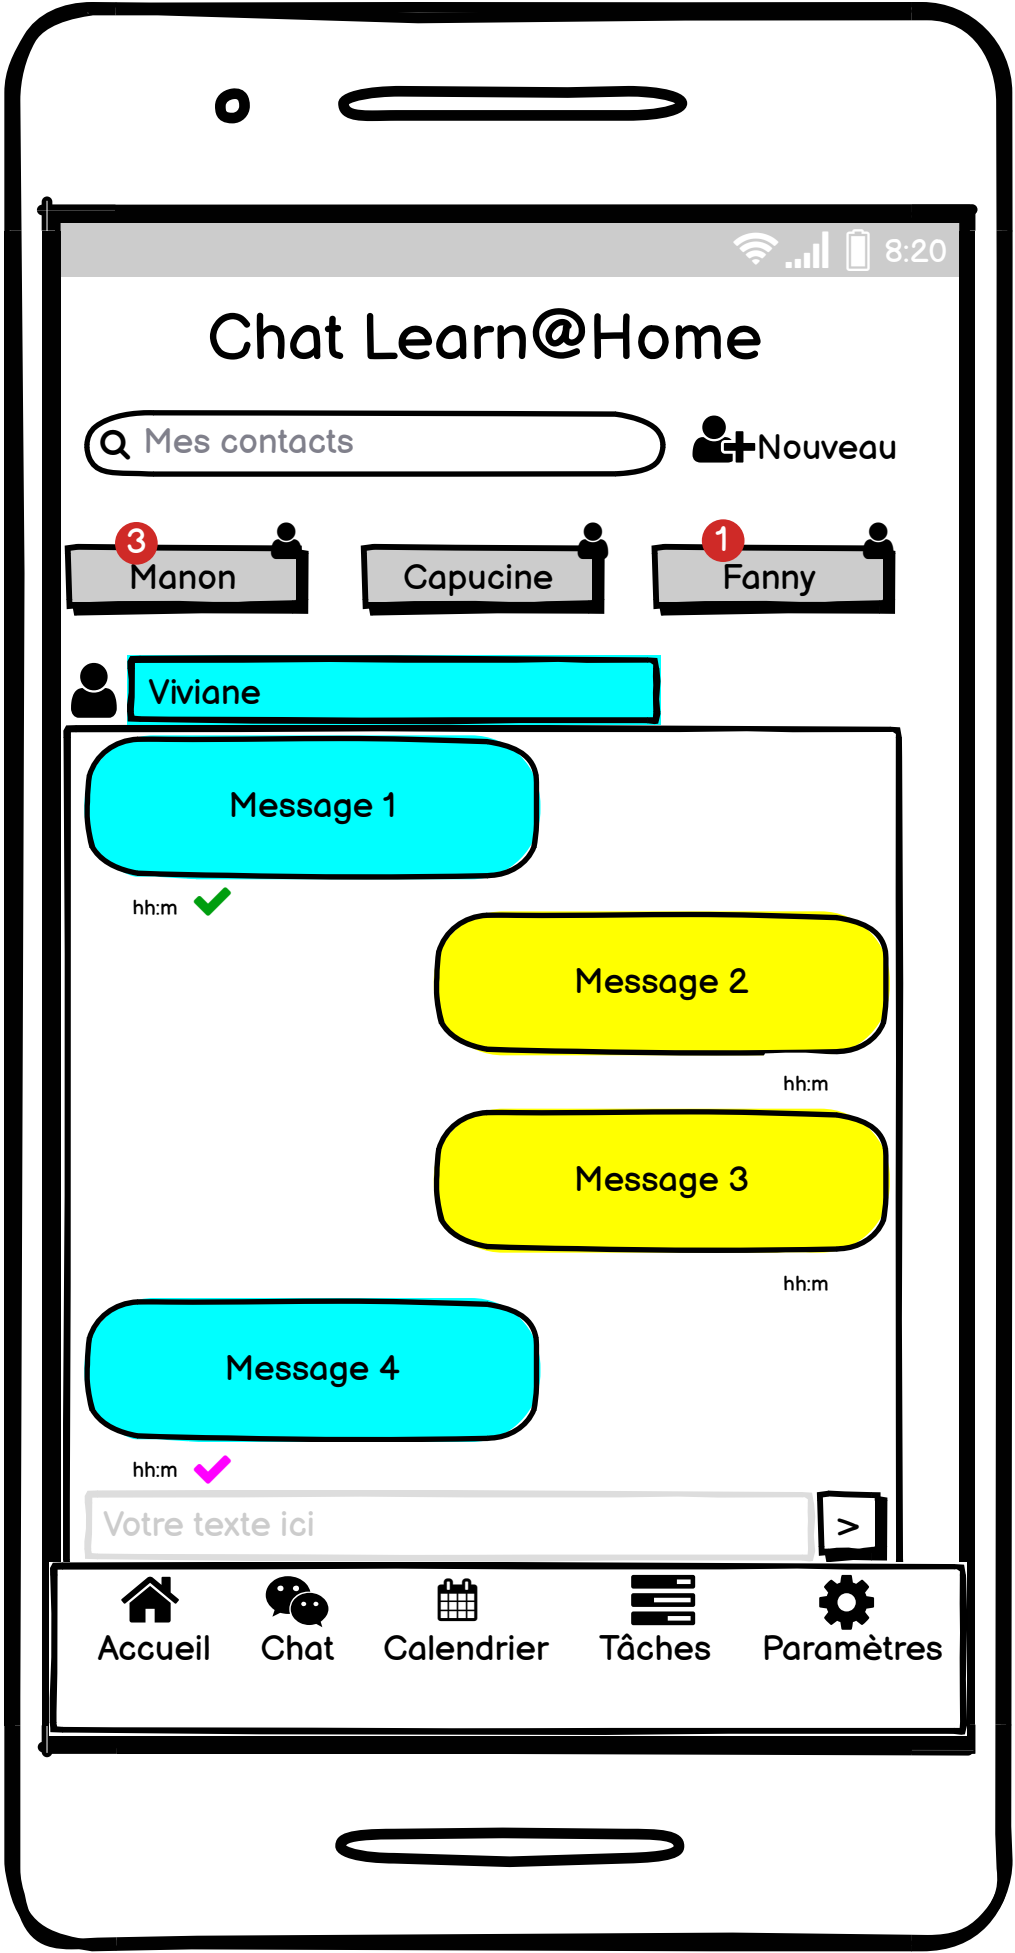 8:20
Chat Learn@Home
Mes contacts
Nouveau
3 1
Manon Capucine Fanny
Viviane
Message 1
hh:m
Message 2
hh:m
Message 3
hh:m
Message 4
hh:m
Votre texte ici >
Accueil Chat Calendrier Tâches Paramètres